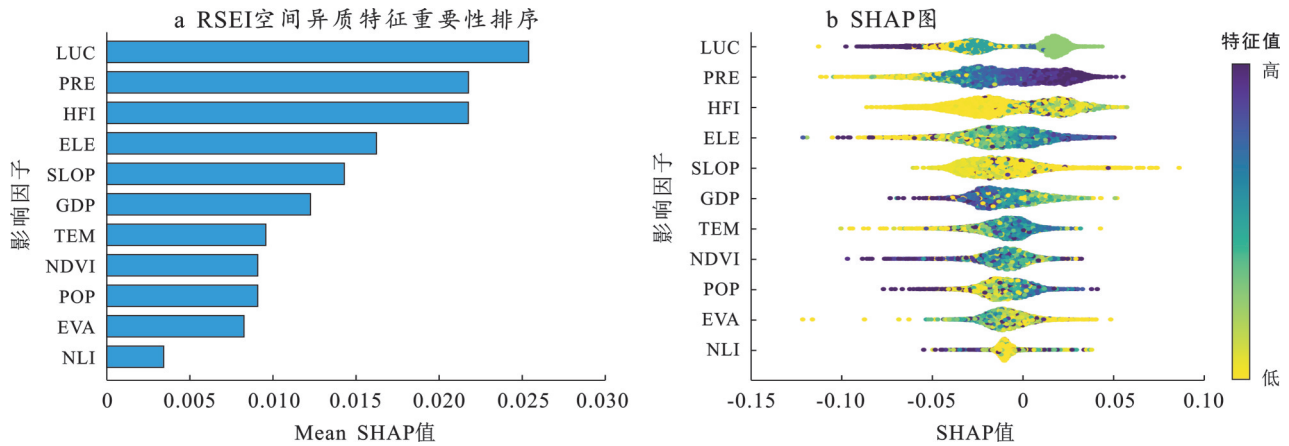 a RSEI空间异质特征重要性排序
影响因子
LUC
PRE
HFI
ELE
SLOP
GDP
TEM
NDVI
POP
EVA
NLI
0 0.005 0.010 0.015 0.020 0.025 0.030
Mean SHAP值
b SHAP图
影响因子
LUC
PRE
HFI
ELE
SLOP
GDP
TEM
NDVI
POP
EVA
NLI
-0.15 -0.10 -0.05 0 0.05 0.10
SHAP值
特征值
高
低